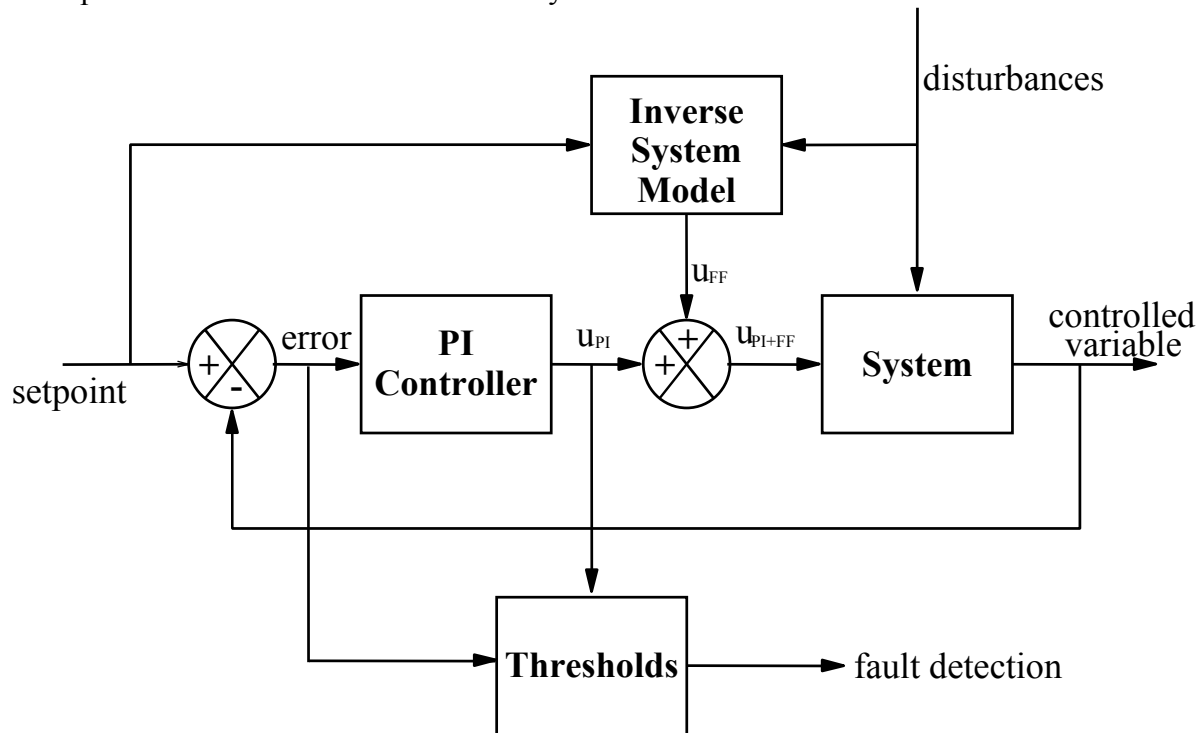 disturbances
Inverse
System
Model
uFF
setpoint
+
-
error
PI
Controller
uPI
+
+
uPI+FF
System
controlled
variable
Thresholds
fault detection